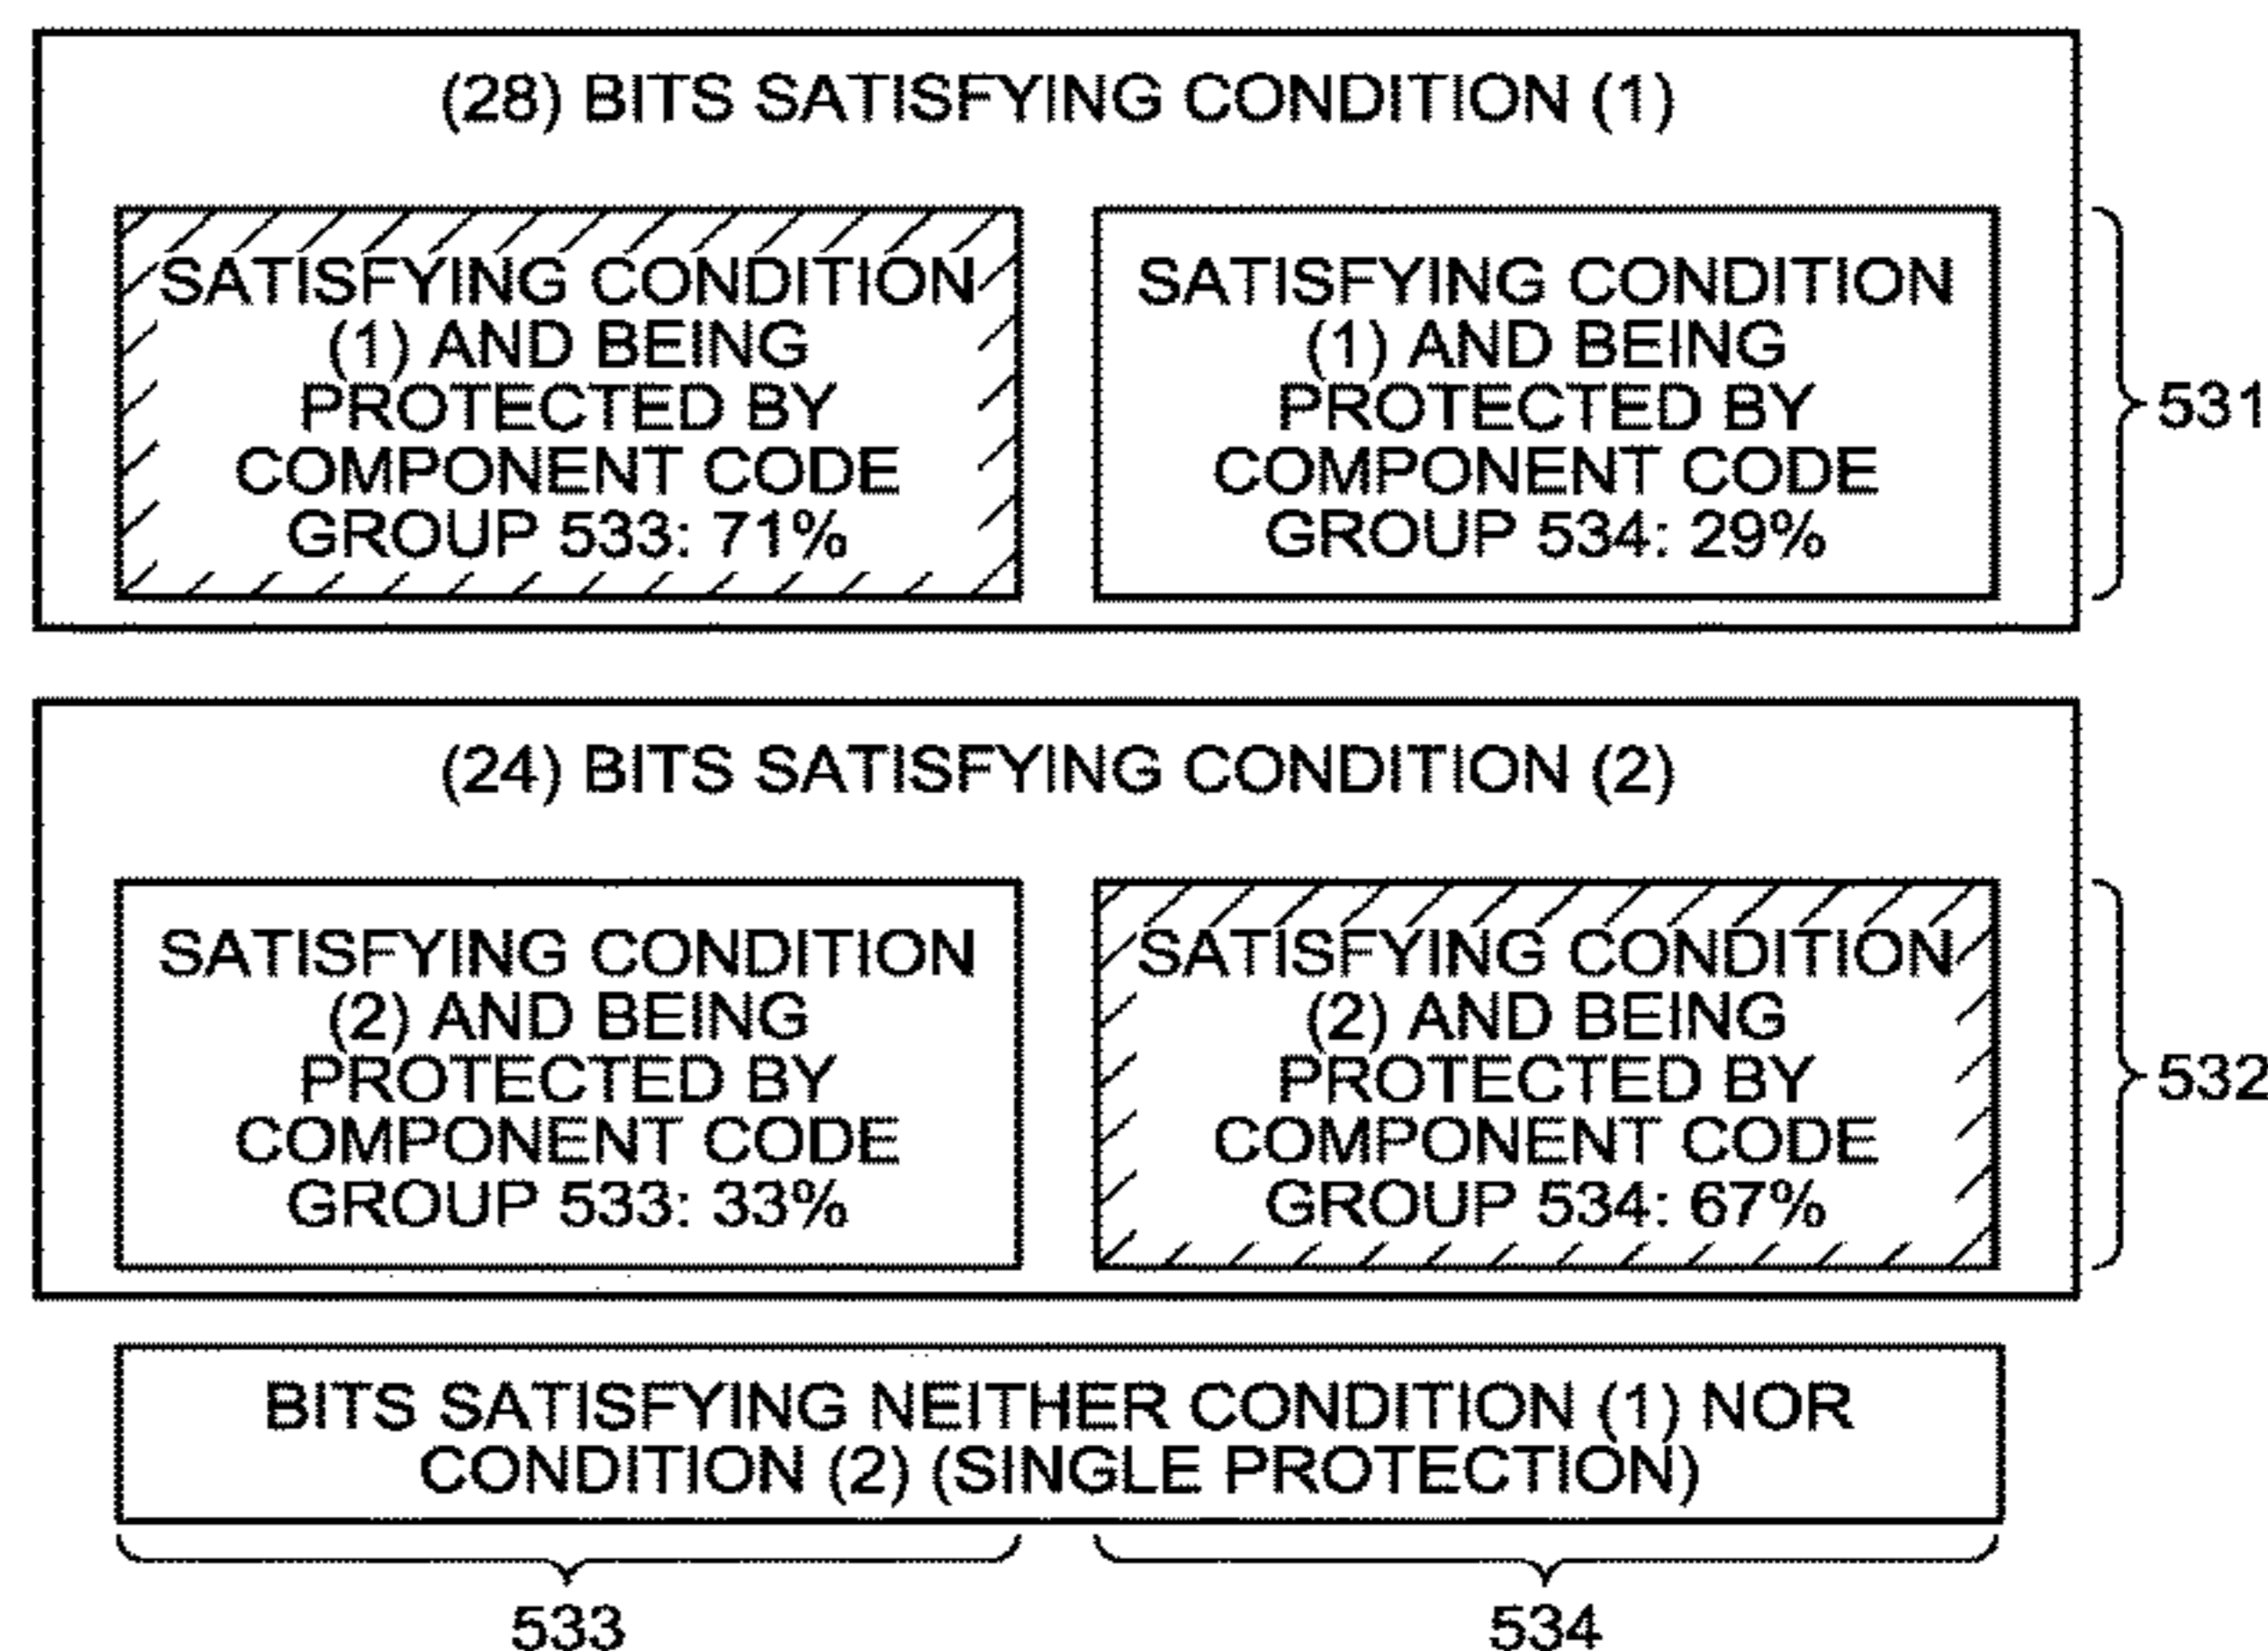 (28) BITS SATISFYING CONDITION (1)
SATISFYING CONDITION
(1) AND BEING
PROTECTED BY
COMPONENT CODE
GROUP 533: 71%
SATISFYING CONDITION
(1) AND BEING
PROTECTED BY
COMPONENT CODE
GROUP 534: 29%
531
(24) BITS SATISFYING CONDITION (2)
SATISFYING CONDITION
(2) AND BEING
PROTECTED BY
COMPONENT CODE
GROUP 533: 33%
SATISFYING CONDITION
(2) AND BEING
PROTECTED BY
COMPONENT CODE
GROUP 534: 67%
532
BITS SATISFYING NEITHER CONDITION (1) NOR
CONDITION (2) (SINGLE PROTECTION)
533
534